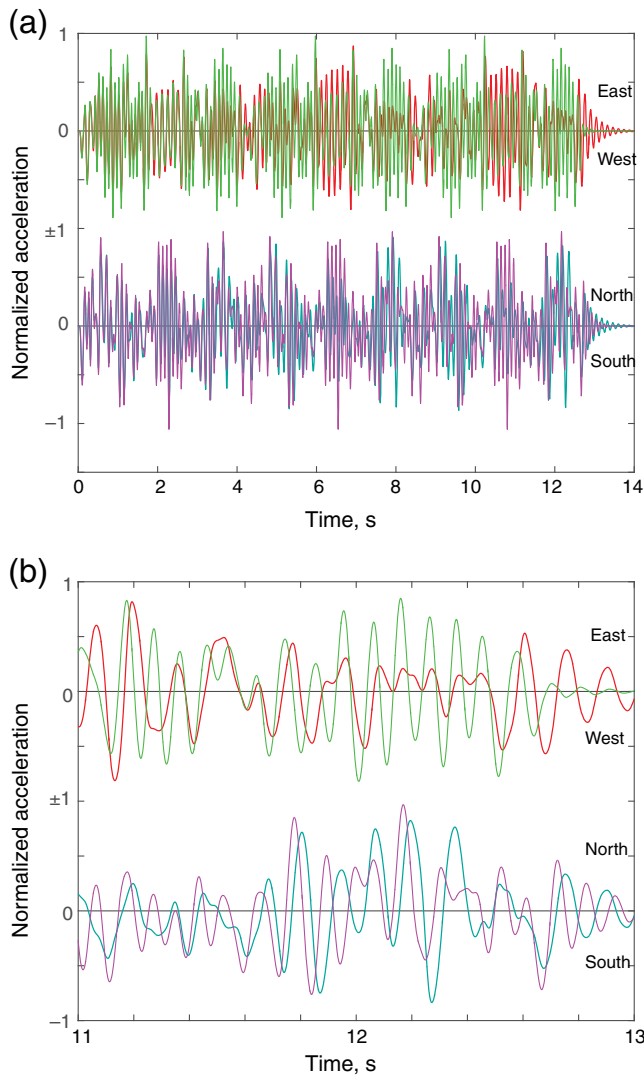 (a)
1
East
0
West
Normalized acceleration
±1
North
0
South
–1
0 2 4 6 8 10 12 14
Time, s
(b)
1
East
0
West
Normalized acceleration
±1
North
0
South
–1
11 12 13
Time, s